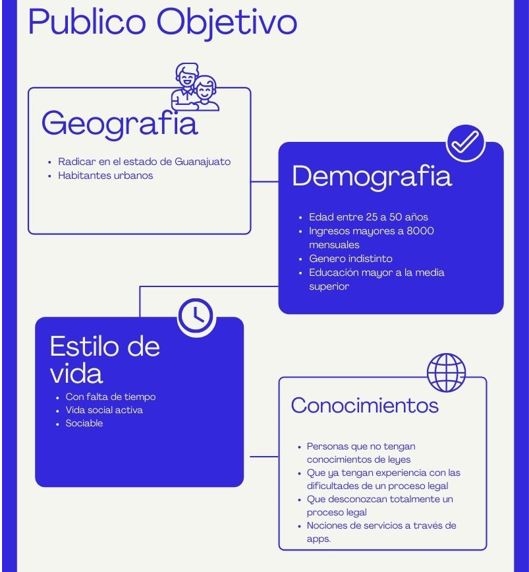 Publico Objetivo
Geografia
• Radicar en el estado de Guanajuato
• Habitantes urbanos
Demografia
• Edad entre 25 a 50 años
• Ingresos mayores a 8000
mensuales
• Genero indistinto
• Educación mayor a la media
superior
Estilo de
vida
• Con falta de tiempo
• Vida social activa
• Sociable
Conocimientos
• Personas que no tengan
conocimientos de leyes
• Que ya tengan experiencia con las
dificultades de un proceso legal
• Que desconozcan totalmente un
proceso legal
• Nociones de servicios a través de
apps.